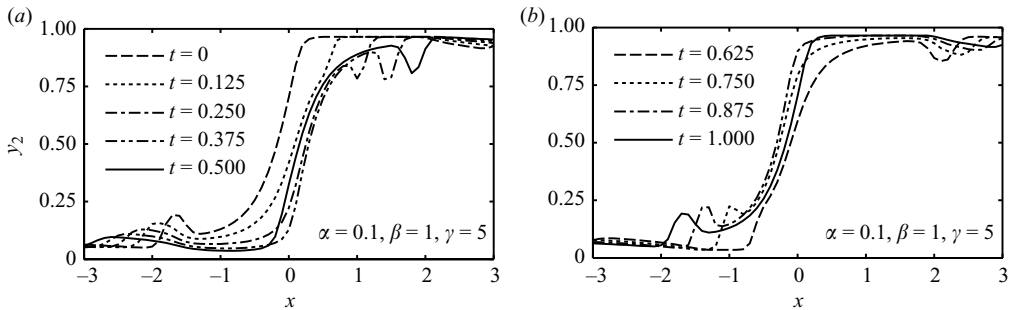 (a)
1.00
0.75
0.50
0.25
0
y₂
t = 0
t = 0.125
t = 0.250
t = 0.375
t = 0.500
α = 0.1, β = 1, γ = 5
−3 −2 −1 0 1 2 3
x
(b)
1.00
0.75
0.50
0.25
0
t = 0.625
t = 0.750
t = 0.875
t = 1.000
α = 0.1, β = 1, γ = 5
−3 −2 −1 0 1 2 3
x